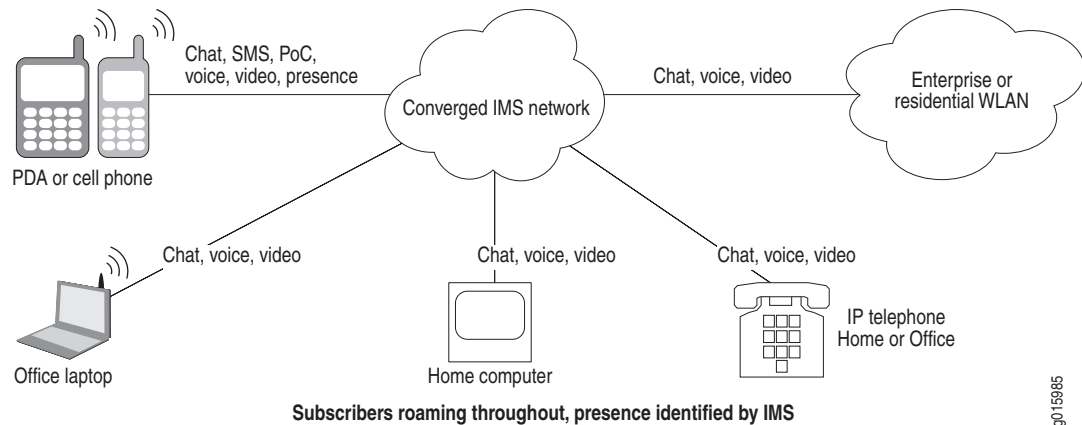 Chat, SMS, PoC,
voice, video, presence
Chat, voice, video
Enterprise or
residential WLAN
Converged IMS network
PDA or cell phone
Chat, voice, video
Chat, voice, video
Chat, voice, video
IP telephone
Home or Office
Office laptop
Home computer
Subscribers roaming throughout, presence identified by IMS
g015985